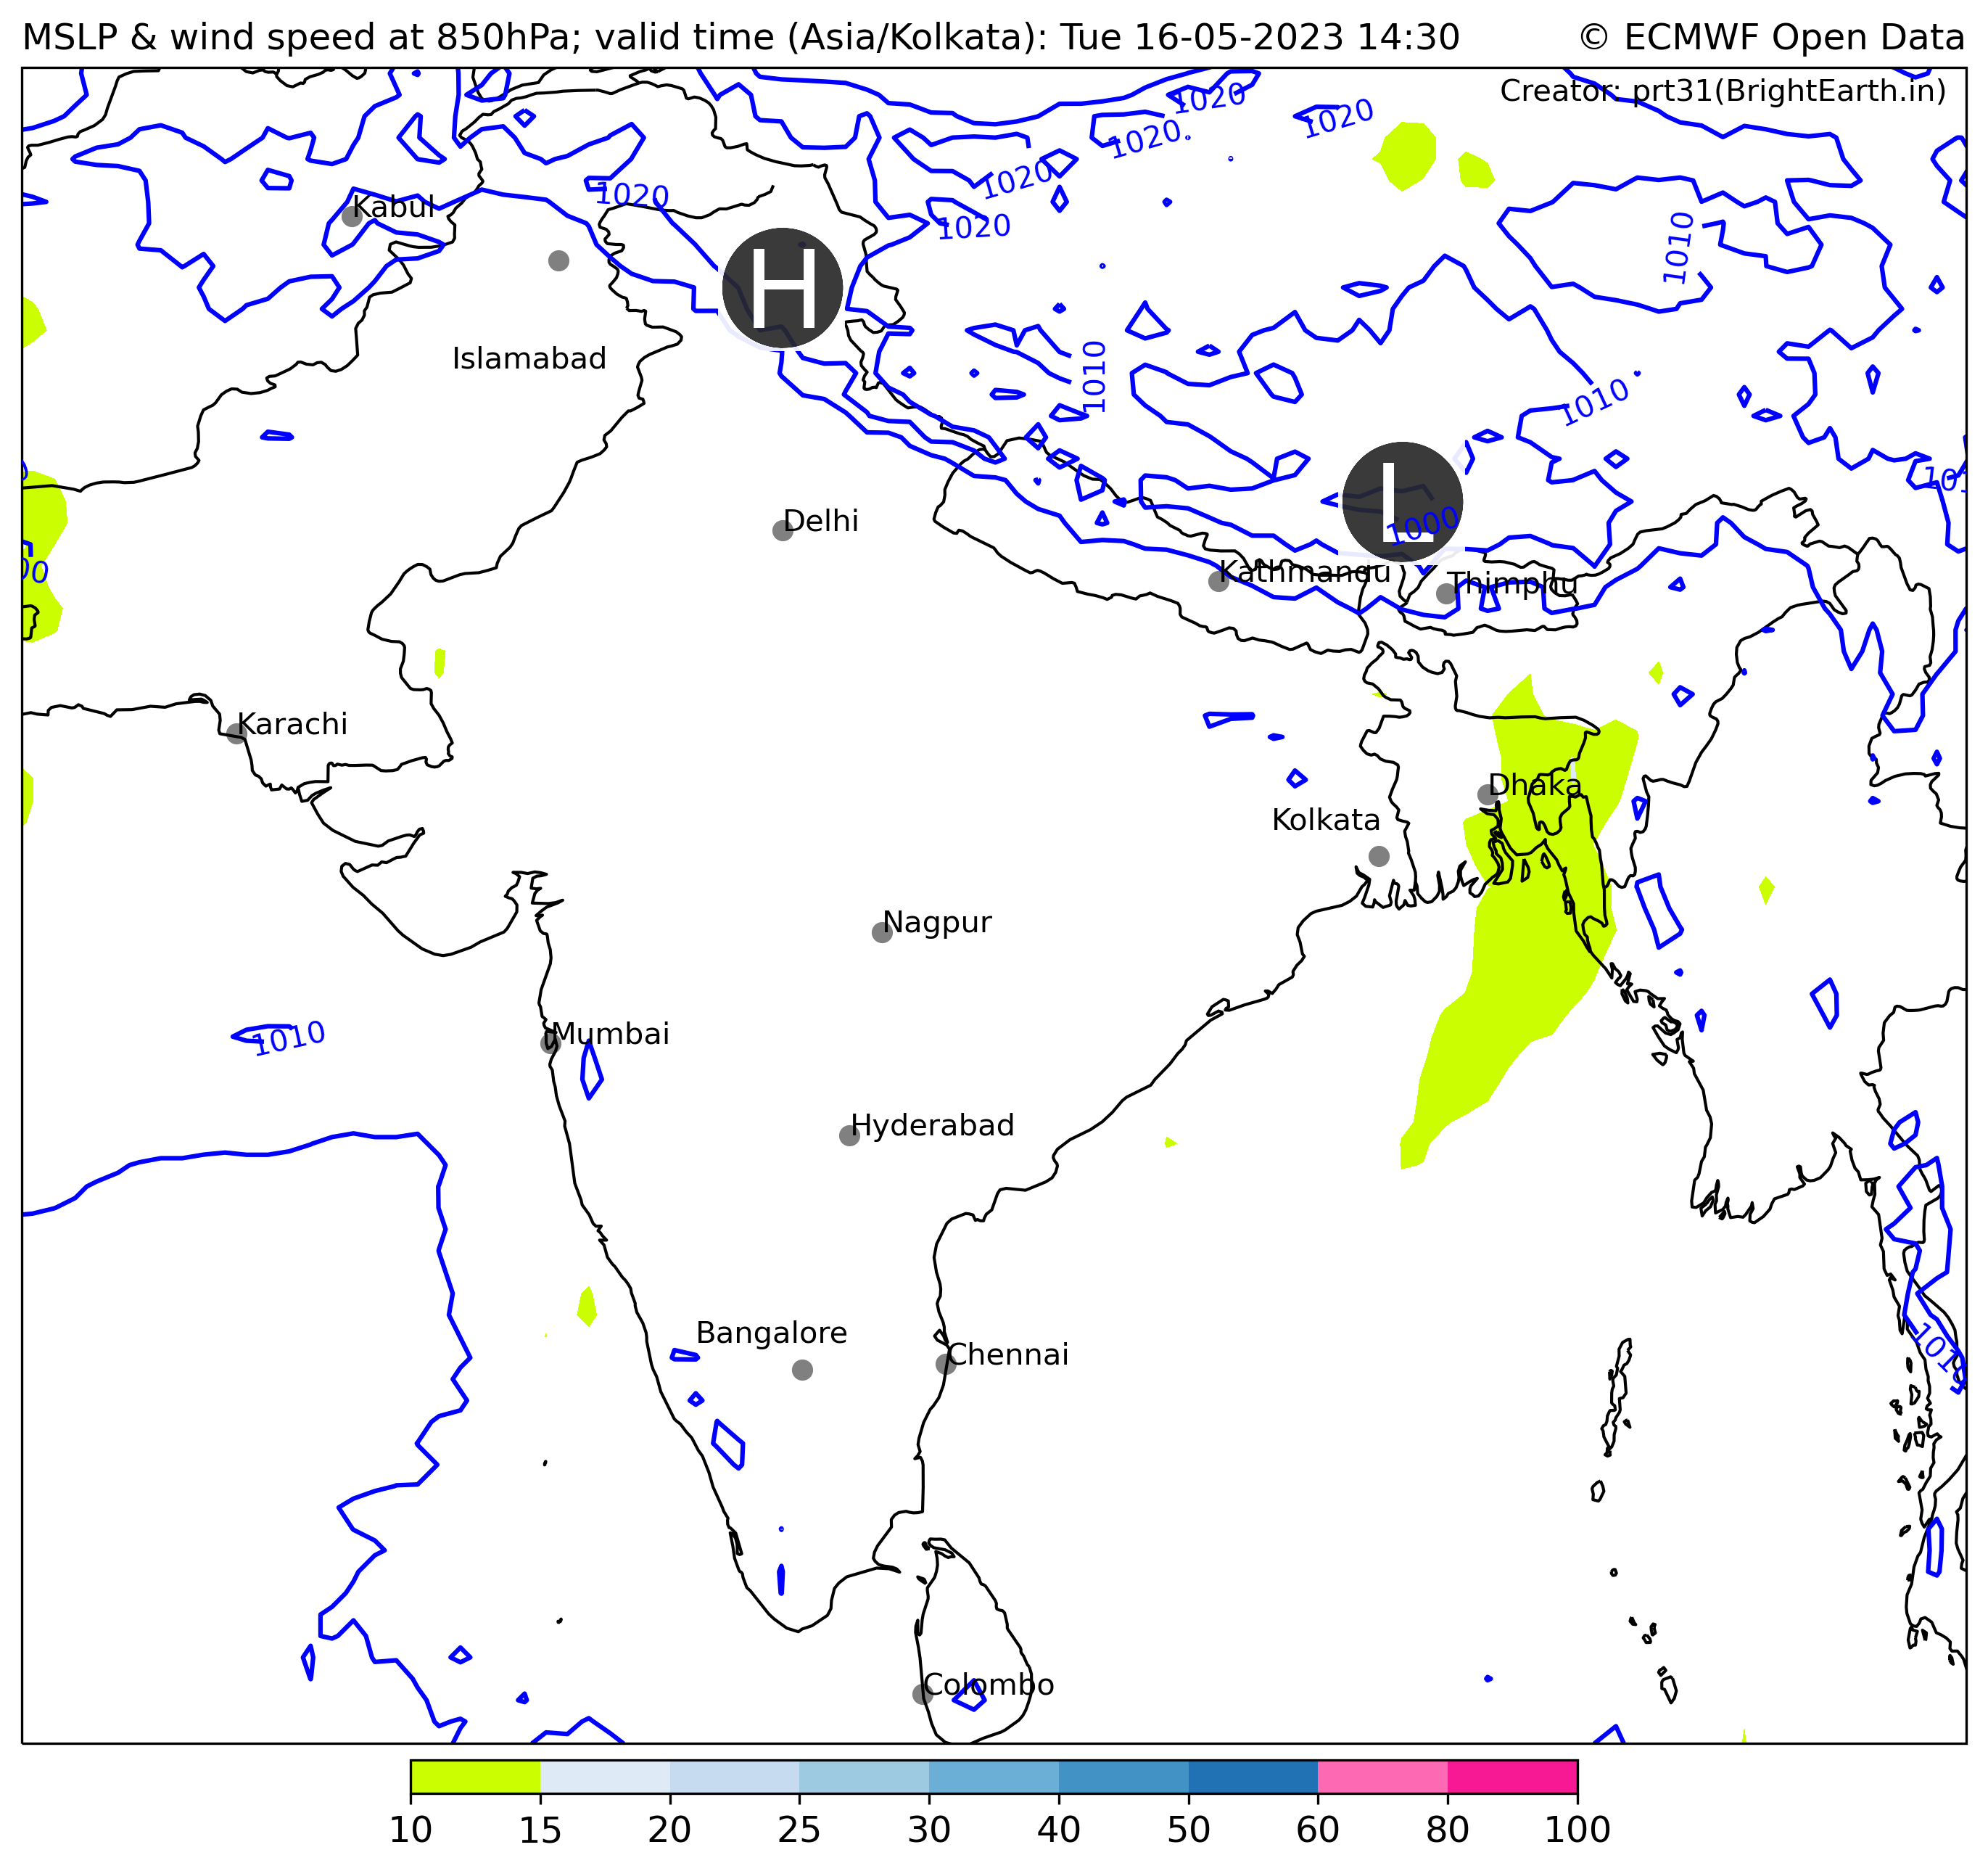 MSLP & wind speed at 850hPa; valid time (Asia/Kolkata): Tue 16-05-2023 14:30
© ECMWF Open Data
Creator: prt31(BrightEarth.in)
1020
1020
1020
1020
1020
1020
Kabul
1010
H
Islamabad
1010
1010
L
1000
Delhi
Kathmandu
Thimphu
Karachi
Dhaka
Kolkata
Nagpur
Mumbai
1010
Hyderabad
Bangalore
Chennai
1010
Colombo
10 15 20 25 30 40 50 60 80 100